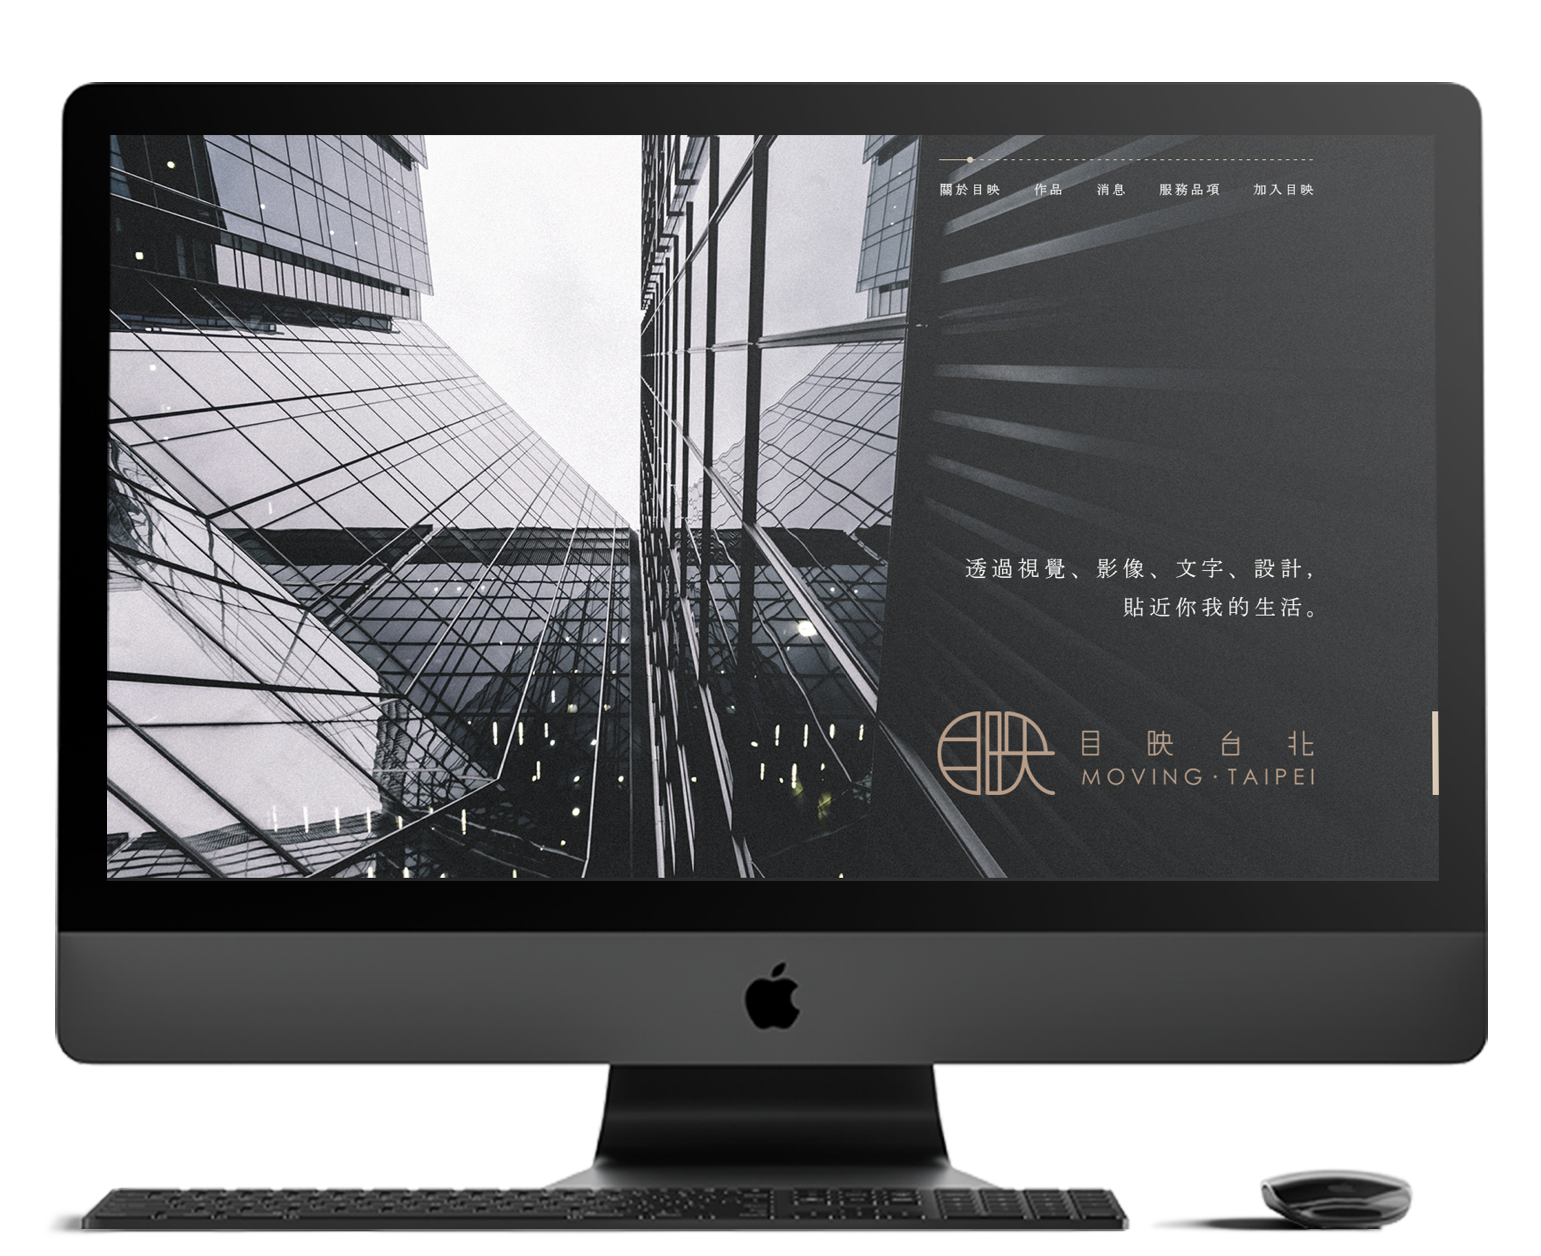 關於目映 作品 消息 服務品項 加入目映
透過視覺、影像、文字、設計,
貼近你我的生活。
目映台北
MOVING·TAIPEI